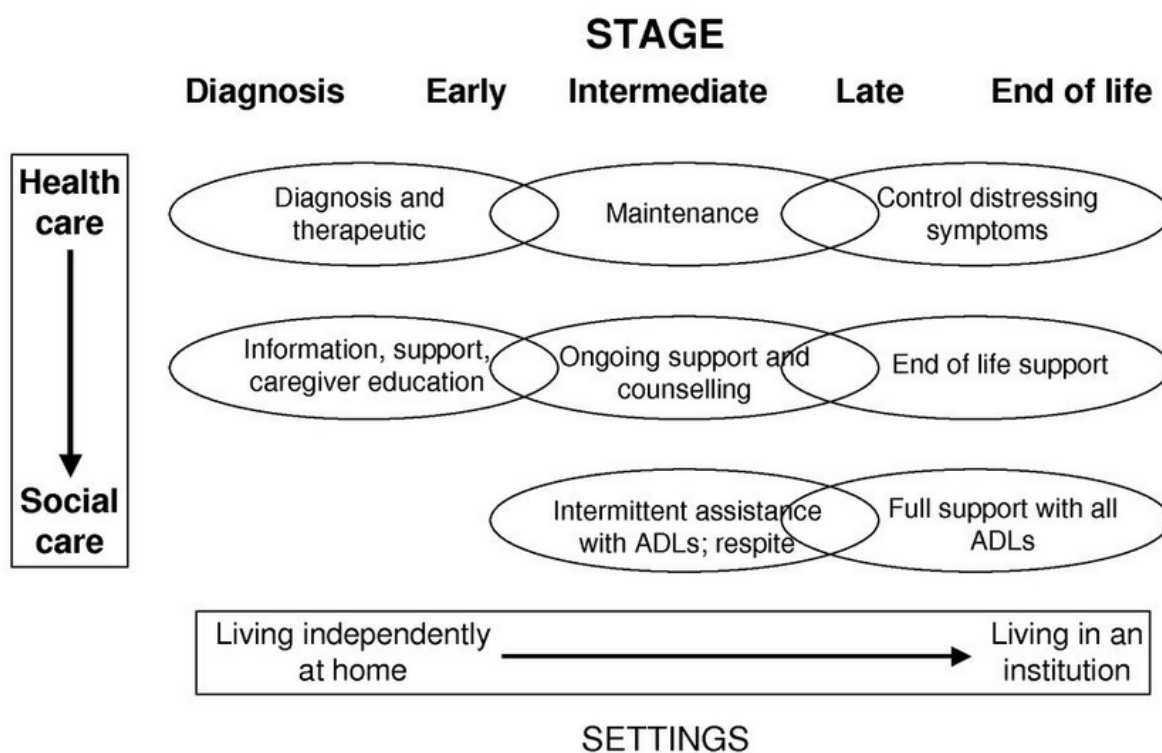 STAGE
Diagnosis Early Intermediate Late End of life
Health
care
Social
care
Diagnosis and
therapeutic
Maintenance
Control distressing
symptoms
Information, support,
caregiver education
Ongoing support and
counselling
End of life support
Intermittent assistance
with ADLs; respite
Full support with all
ADLs
Living independently
at home
Living in an
institution
SETTINGS